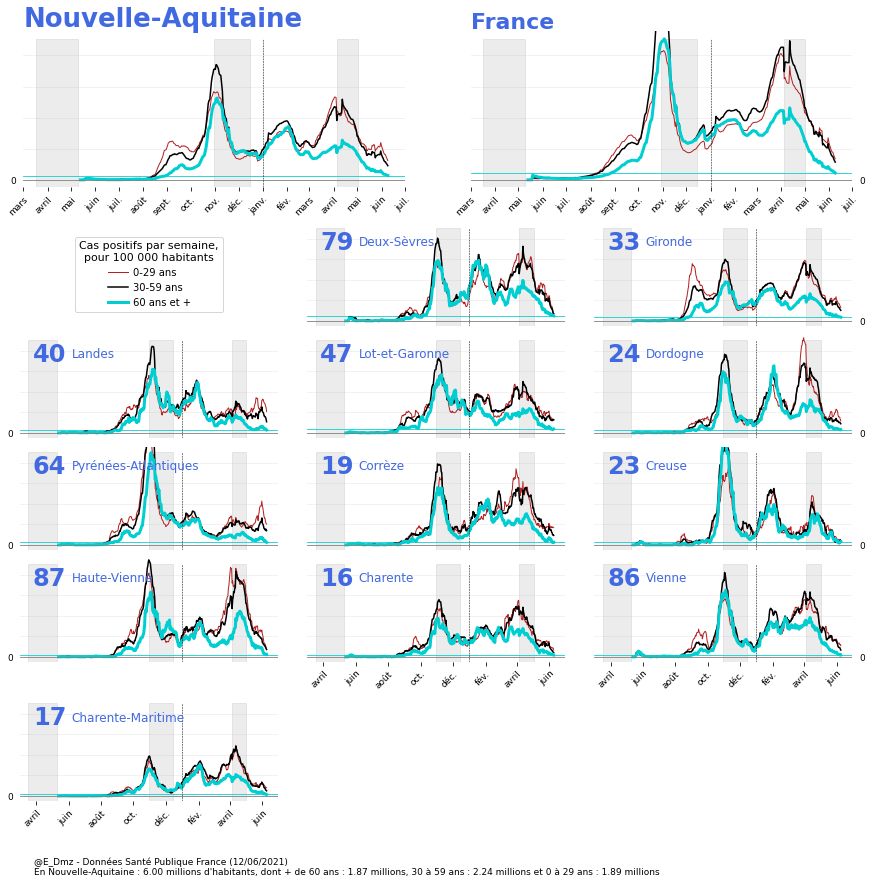 Nouvelle-Aquitaine
France
0
mars avril mai juin juil. août sept. oct. nov. déc. janv. fév. mars avril mai juin juil.
mars avril mai juin juil. août sept. oct. nov. déc. janv. fév. mars avril mai juin juil.
0
Cas positifs par semaine,
pour 100 000 habitants
0-29 ans
30-59 ans
60 ans et +
79 Deux-Sèvres
33 Gironde
0
40 Landes
0
47 Lot-et-Garonne
24 Dordogne
0
64 Pyrénées-Atlantiques
0
19 Corrèze
23 Creuse
0
87 Haute-Vienne
0
16 Charente
86 Vienne
0
avril juin août oct. déc. fév. avril juin
avril juin août oct. déc. fév. avril juin
17 Charente-Maritime
0
avril juin août oct. déc. fév. avril juin
@E_Dmz - Données Santé Publique France (12/06/2021)
En Nouvelle-Aquitaine : 6.00 millions d'habitants, dont + de 60 ans : 1.87 millions, 30 à 59 ans : 2.24 millions et 0 à 29 ans : 1.89 millions